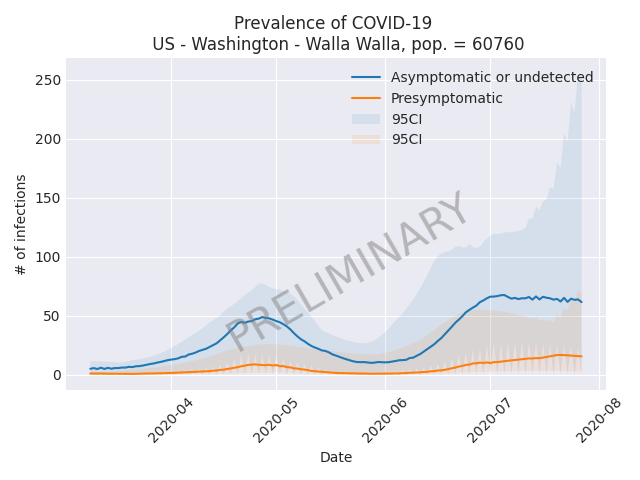 Prevalence of COVID-19
US - Washington - Walla Walla, pop. = 60760
Asymptomatic or undetected
Presymptomatic
95CI
95CI
250
200
150
100
50
0
# of infections
PRELIMINARY
2020-04
2020-05
2020-06
2020-07
2020-08
Date